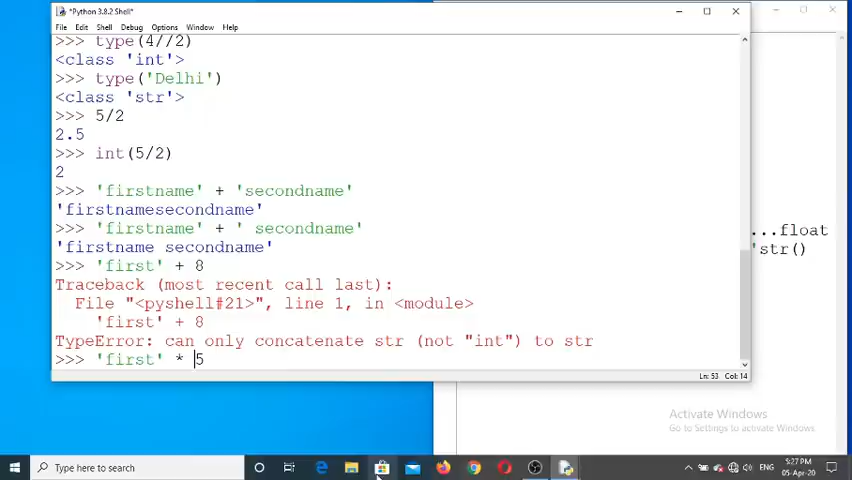 *Python 3.8.2 Shell*
File Edit Shell Debug Options Window Help
>>> type(4//2)
<class 'int'>
>>> type('Delhi')
<class 'str'>
>>> 5/2
2.5
>>> int(5/2)
2
>>> 'firstname' + 'secondname'
'firstnamesecondname'
>>> 'firstname' + ' secondname'
'firstname secondname'
>>> 'first' + 8
Traceback (most recent call last):
File "<pyshell#21>", line 1, in <module>
'first' + 8
TypeError: can only concatenate str (not "int") to str
>>> 'first' * 5
Ln: 53 Col: 14
...float
'str()
Activate Windows
Go to Settings to activate Windows.
Type here to search
ENG
5:27 PM
05-Apr-20